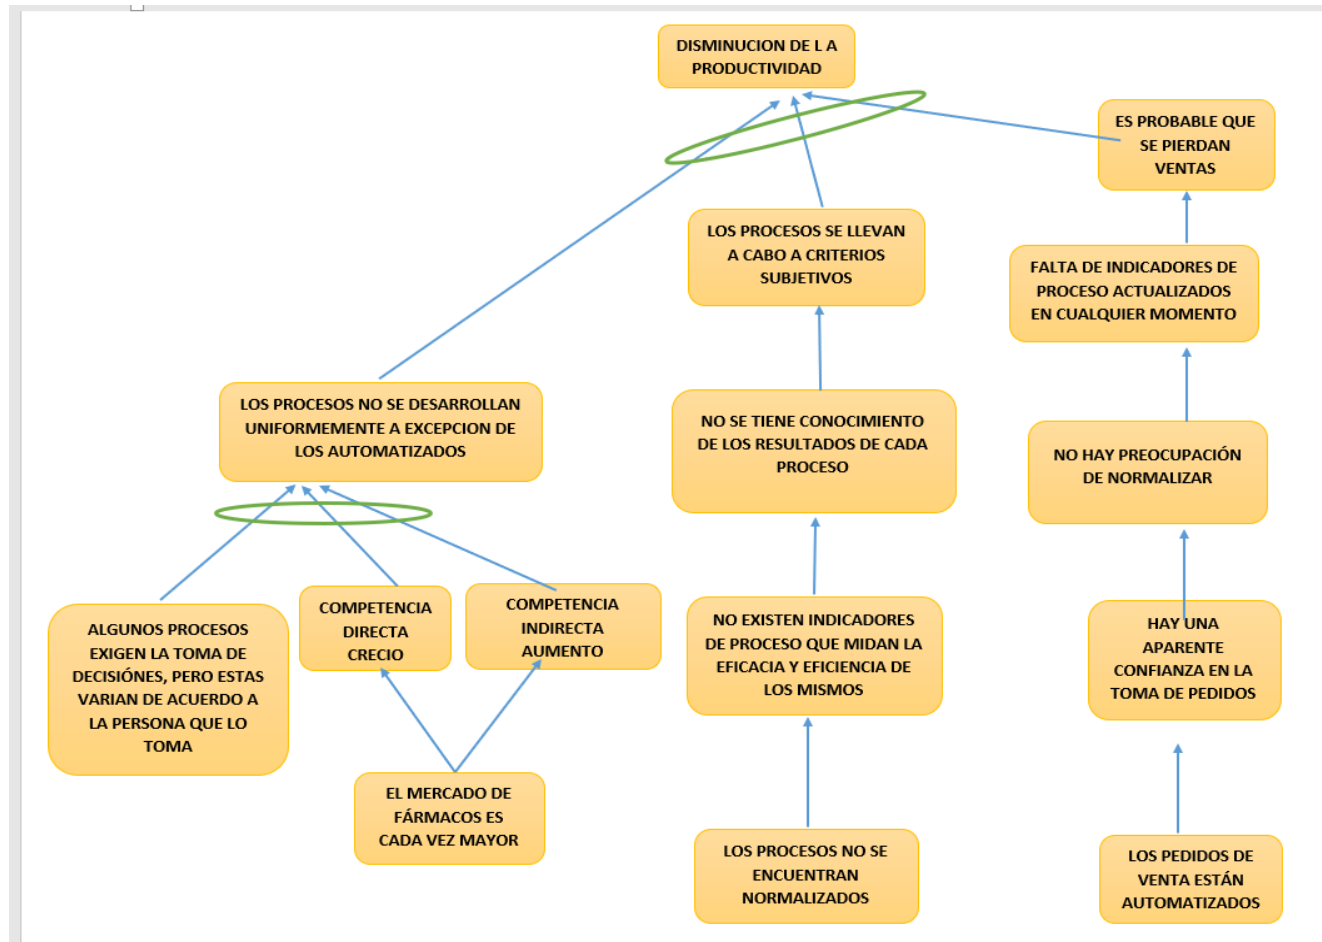 DISMINUCION DE L A
PRODUCTIVIDAD
ES PROBABLE QUE
SE PIERDAN
VENTAS
LOS PROCESOS SE LLEVAN
A CABO A CRITERIOS
SUBJETIVOS
FALTA DE INDICADORES DE
PROCESO ACTUALIZADOS
EN CUALQUIER MOMENTO
LOS PROCESOS NO SE DESARROLLAN
UNIFORMEMENTE A EXCEPCION DE
LOS AUTOMATIZADOS
NO SE TIENE CONOCIMIENTO
DE LOS RESULTADOS DE CADA
PROCESO
NO HAY PREOCUPACIÓN
DE NORMALIZAR
ALGUNOS PROCESOS
EXIGEN LA TOMA DE
DECISIÓNES, PERO ESTAS
VARIAN DE ACUERDO A
LA PERSONA QUE LO
TOMA
COMPETENCIA
DIRECTA
CRECIO
COMPETENCIA
INDIRECTA
AUMENTO
NO EXISTEN INDICADORES
DE PROCESO QUE MIDAN LA
EFICACIA Y EFICIENCIA DE
LOS MISMOS
HAY UNA
APARENTE
CONFIANZA EN LA
TOMA DE PEDIDOS
EL MERCADO DE
FÁRMACOS ES
CADA VEZ MAYOR
LOS PROCESOS NO SE
ENCUENTRAN
NORMALIZADOS
LOS PEDIDOS DE
VENTA ESTÁN
AUTOMATIZADOS